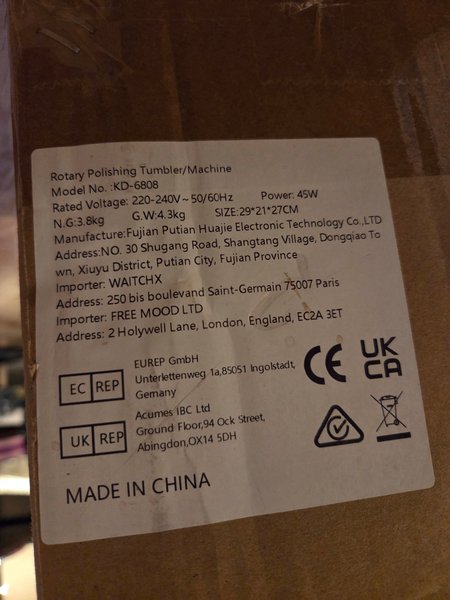 Rotary Polishing Tumbler/Machine
Model No. :KD-6808
Rated Voltage: 220-240V ~ 50/60Hz Power: 45W
N.G:3.8kg G.W:4.3kg SIZE:29*21*27CM
Manufacture:Fujian Putian Huajie Electronic Technology Co.,LTD
Address:NO. 30 Shugang Road, Shangtang Village, Dongqiao To
wn, Xiuyu District, Putian City, Fujian Province
Importer: WAITCHX
Address: 250 bis boulevard Saint-Germain 75007 Paris
Importer: FREE MOOD LTD
Address: 2 Holywell Lane, London, England, EC2A 3ET
EC REP
EUREP GmbH
Unterlettenweg 1a,85051 Ingolstadt,
Germany
CE UK
CA
UK REP
Acumes IBC Ltd
Ground Floor,94 Ock Street,
Abingdon,OX14 5DH
MADE IN CHINA